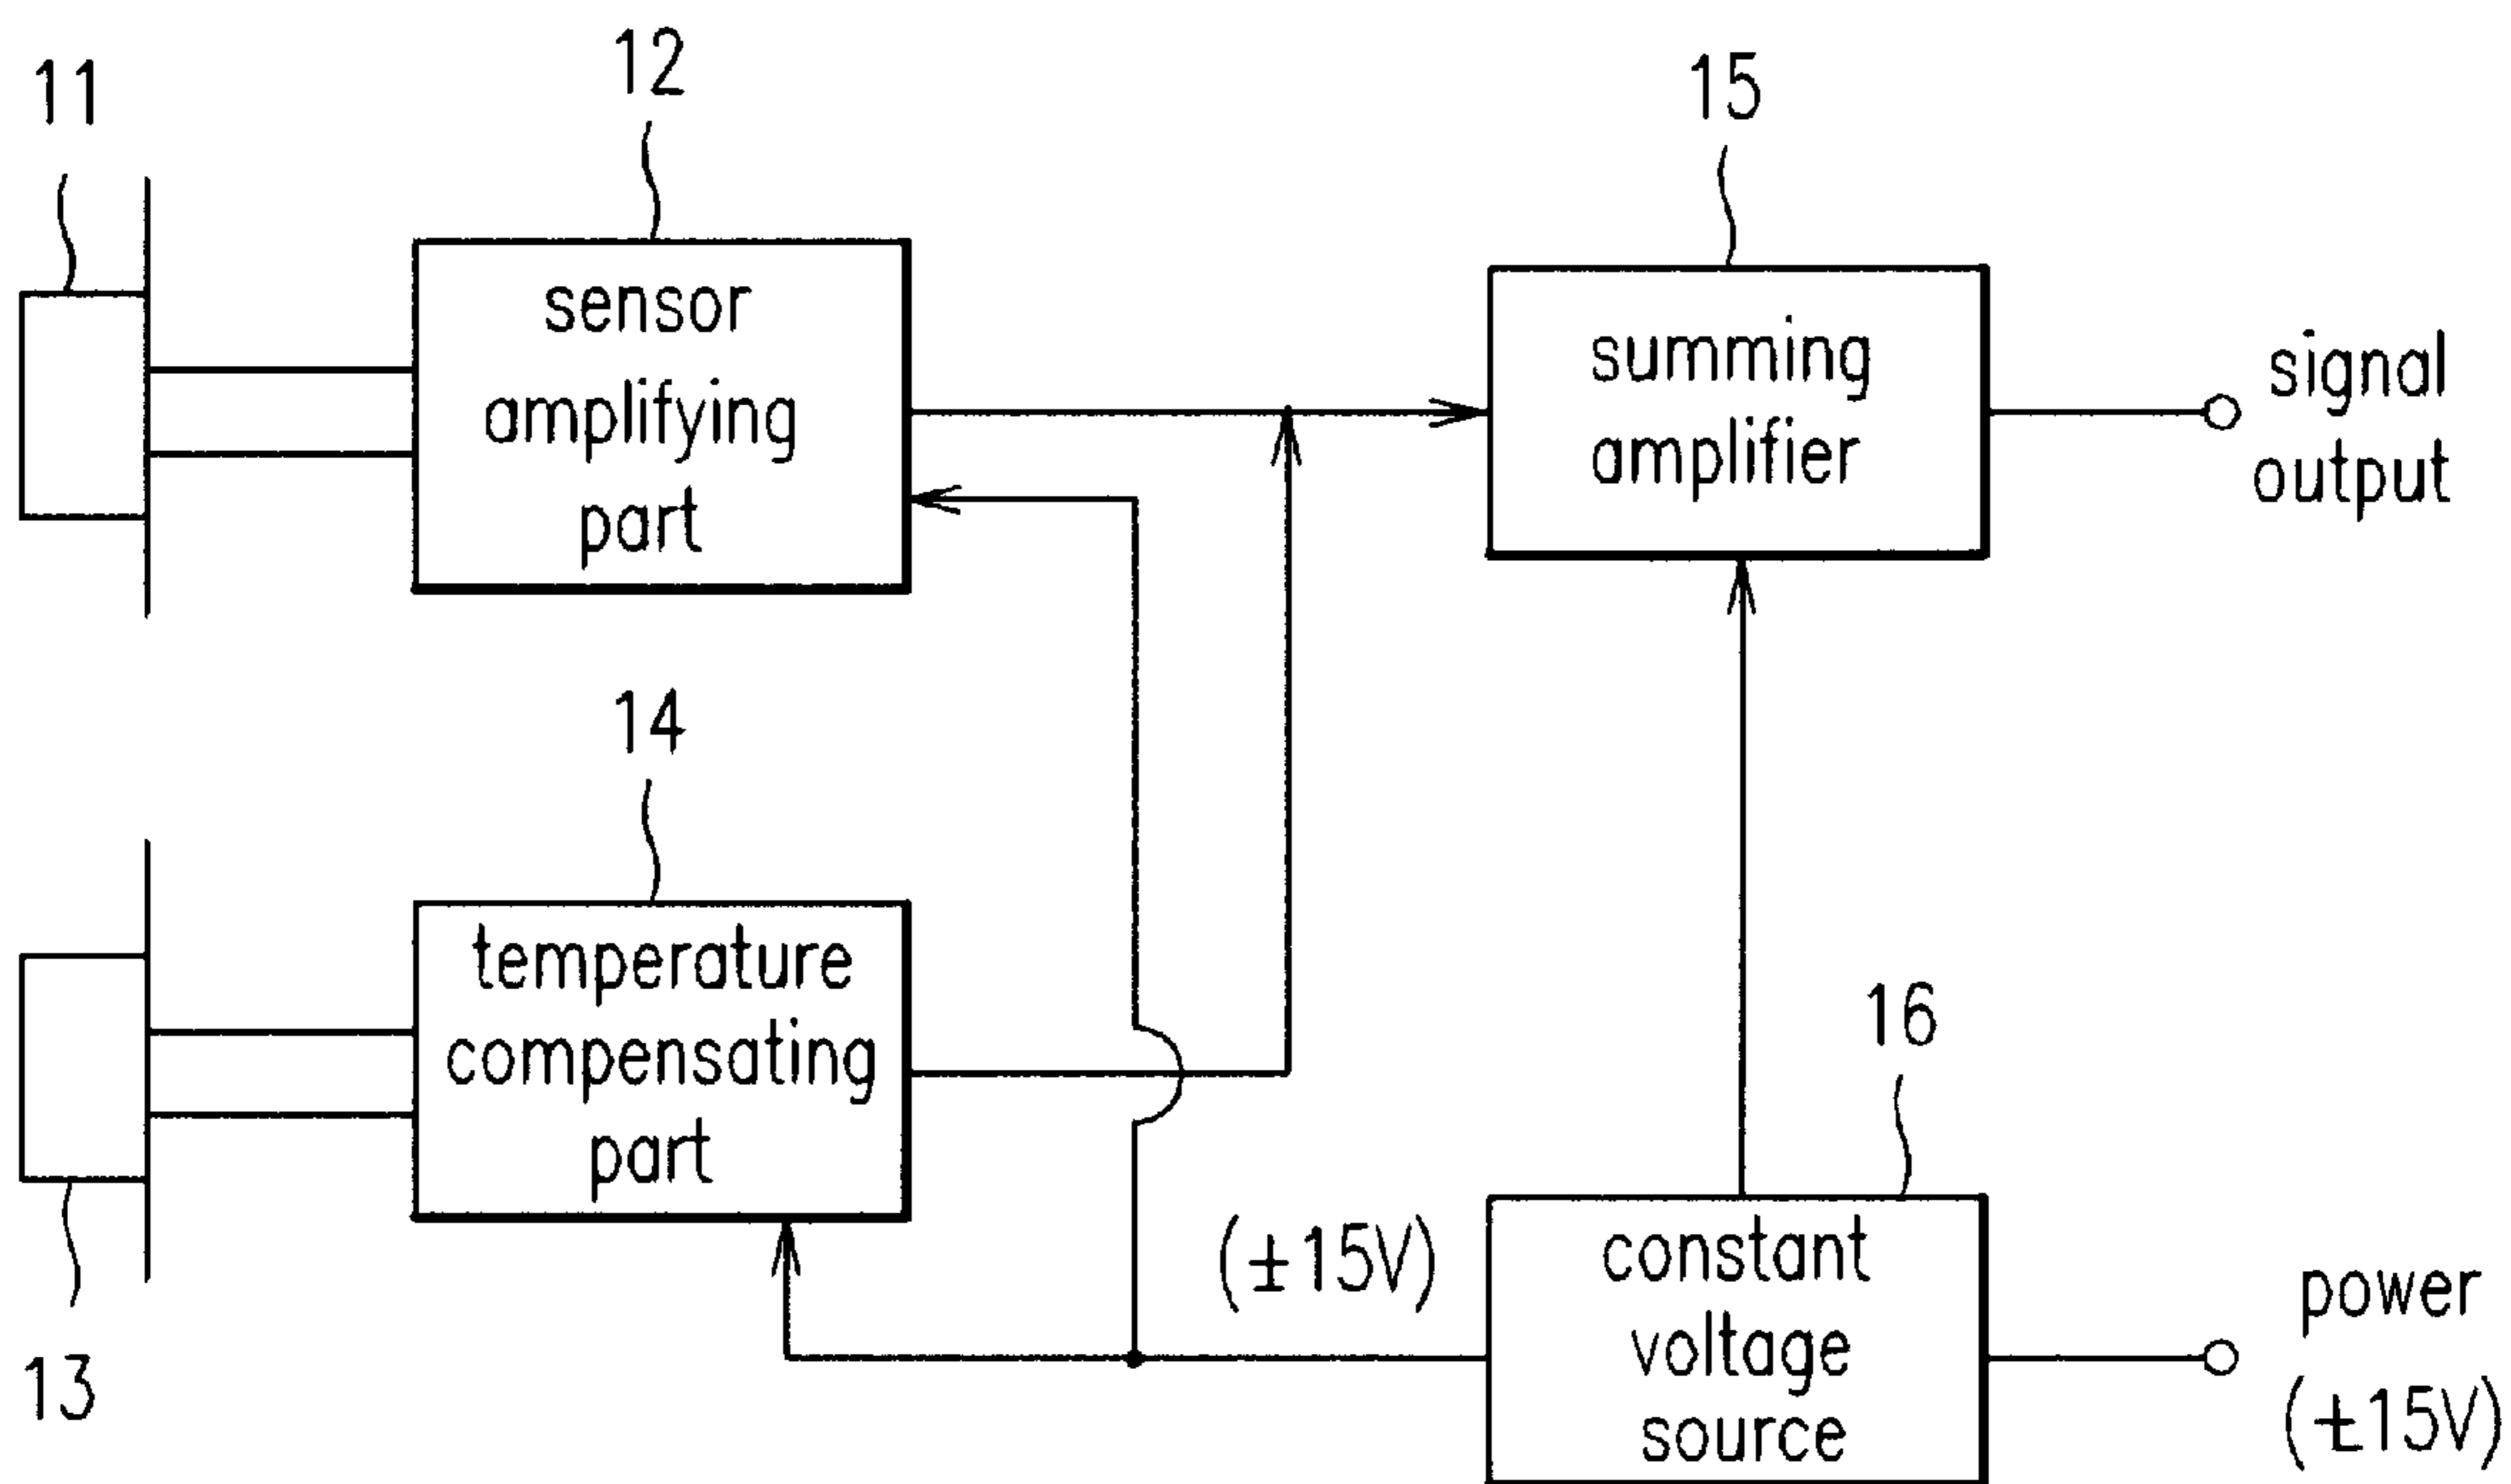 11
12
sensor
amplifying
part
15
summing
amplifier
signal
output
14
temperature
compensating
part
13
16
constant
voltage
source
(±15V)
power
(±15V)